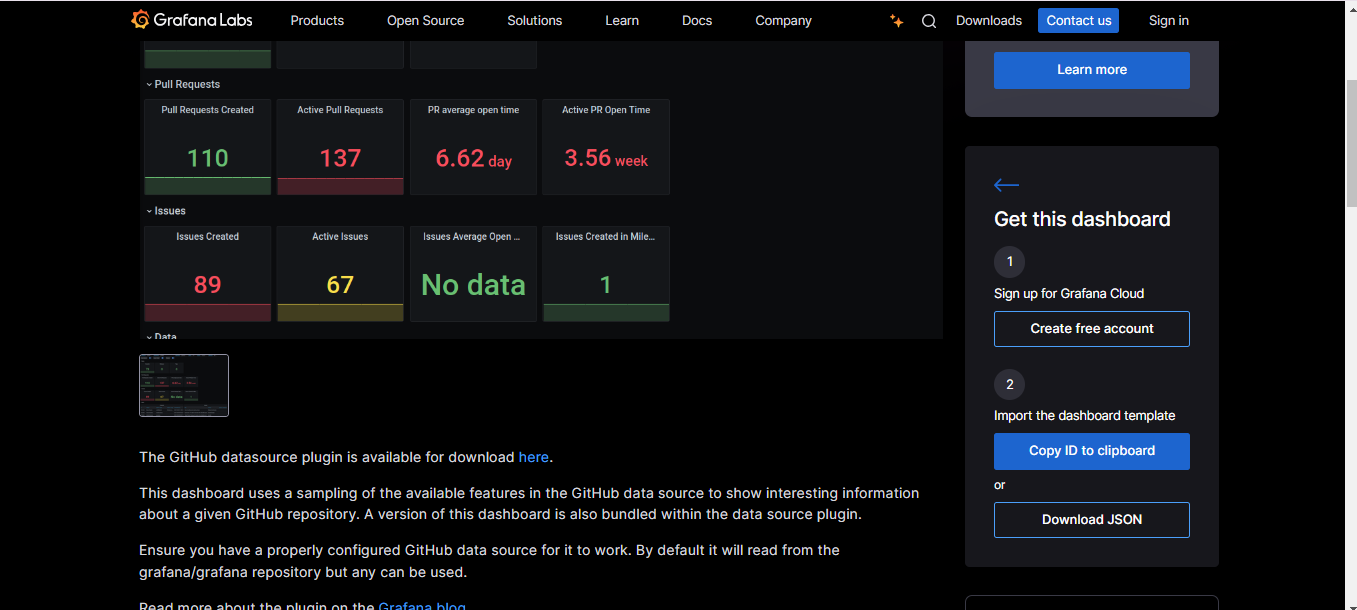 Grafana Labs Products Open Source Solutions Learn Docs Company Downloads Contact us Sign in
Learn more
Pull Requests
Pull Requests Created Active Pull Requests PR average open time Active PR Open Time
110 137 6.62 day 3.56 week
Issues
Issues Created Active Issues Issues Average Open ... Issues Created in Mile...
89 67 No data 1
Data
The GitHub datasource plugin is available for download here.
This dashboard uses a sampling of the available features in the GitHub data source to show interesting information
about a given GitHub repository. A version of this dashboard is also bundled within the data source plugin.
Ensure you have a properly configured GitHub data source for it to work. By default it will read from the
grafana/grafana repository but any can be used.
Read more about the plugin on the Grafana blog
Get this dashboard
1
Sign up for Grafana Cloud
Create free account
2
Import the dashboard template
Copy ID to clipboard
or
Download JSON